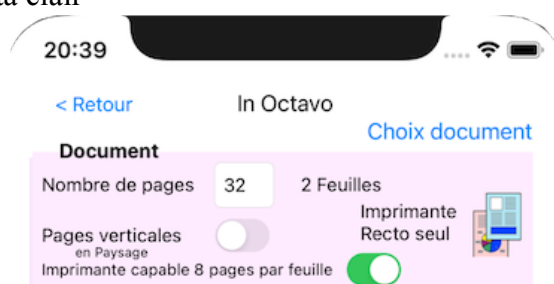 20:39
< Retour
In Octavo
Choix document
Document
Nombre de pages 32 2 Feuilles
Imprimante
Recto seul
Pages verticales
en Paysage
Imprimante capable 8 pages par feuille